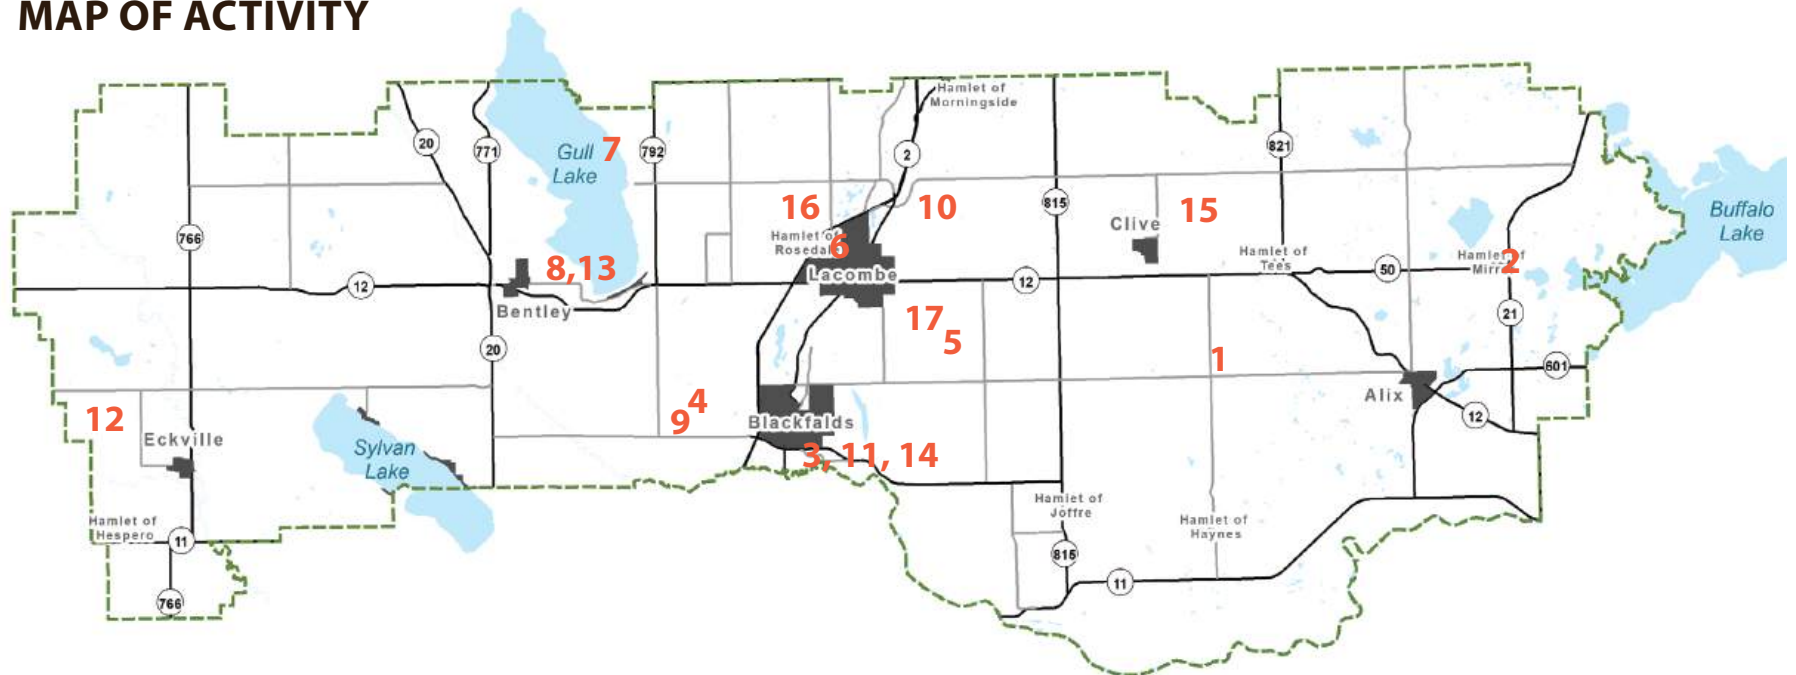 MAP OF ACTIVITY
Hamlet of
Morningside
20
771
Gull
Lake
7
792
2
821
766
16
10
815
Clive
15
Buffalo
Lake
Hamlet of
Rosedale
6
Lacombe
8,13
12
Bentley
12
Hamlet of
Tees
50
Hamlet of
Mirr
2
20
17
5
1
21
601
Alix
12
12
Eckville
4
9
Blackfalds
3, 11, 14
Sylvan
Lake
Hamlet of
Hespero
11
766
Hamlet of
Joffre
815
Hamlet of
Haynes
11